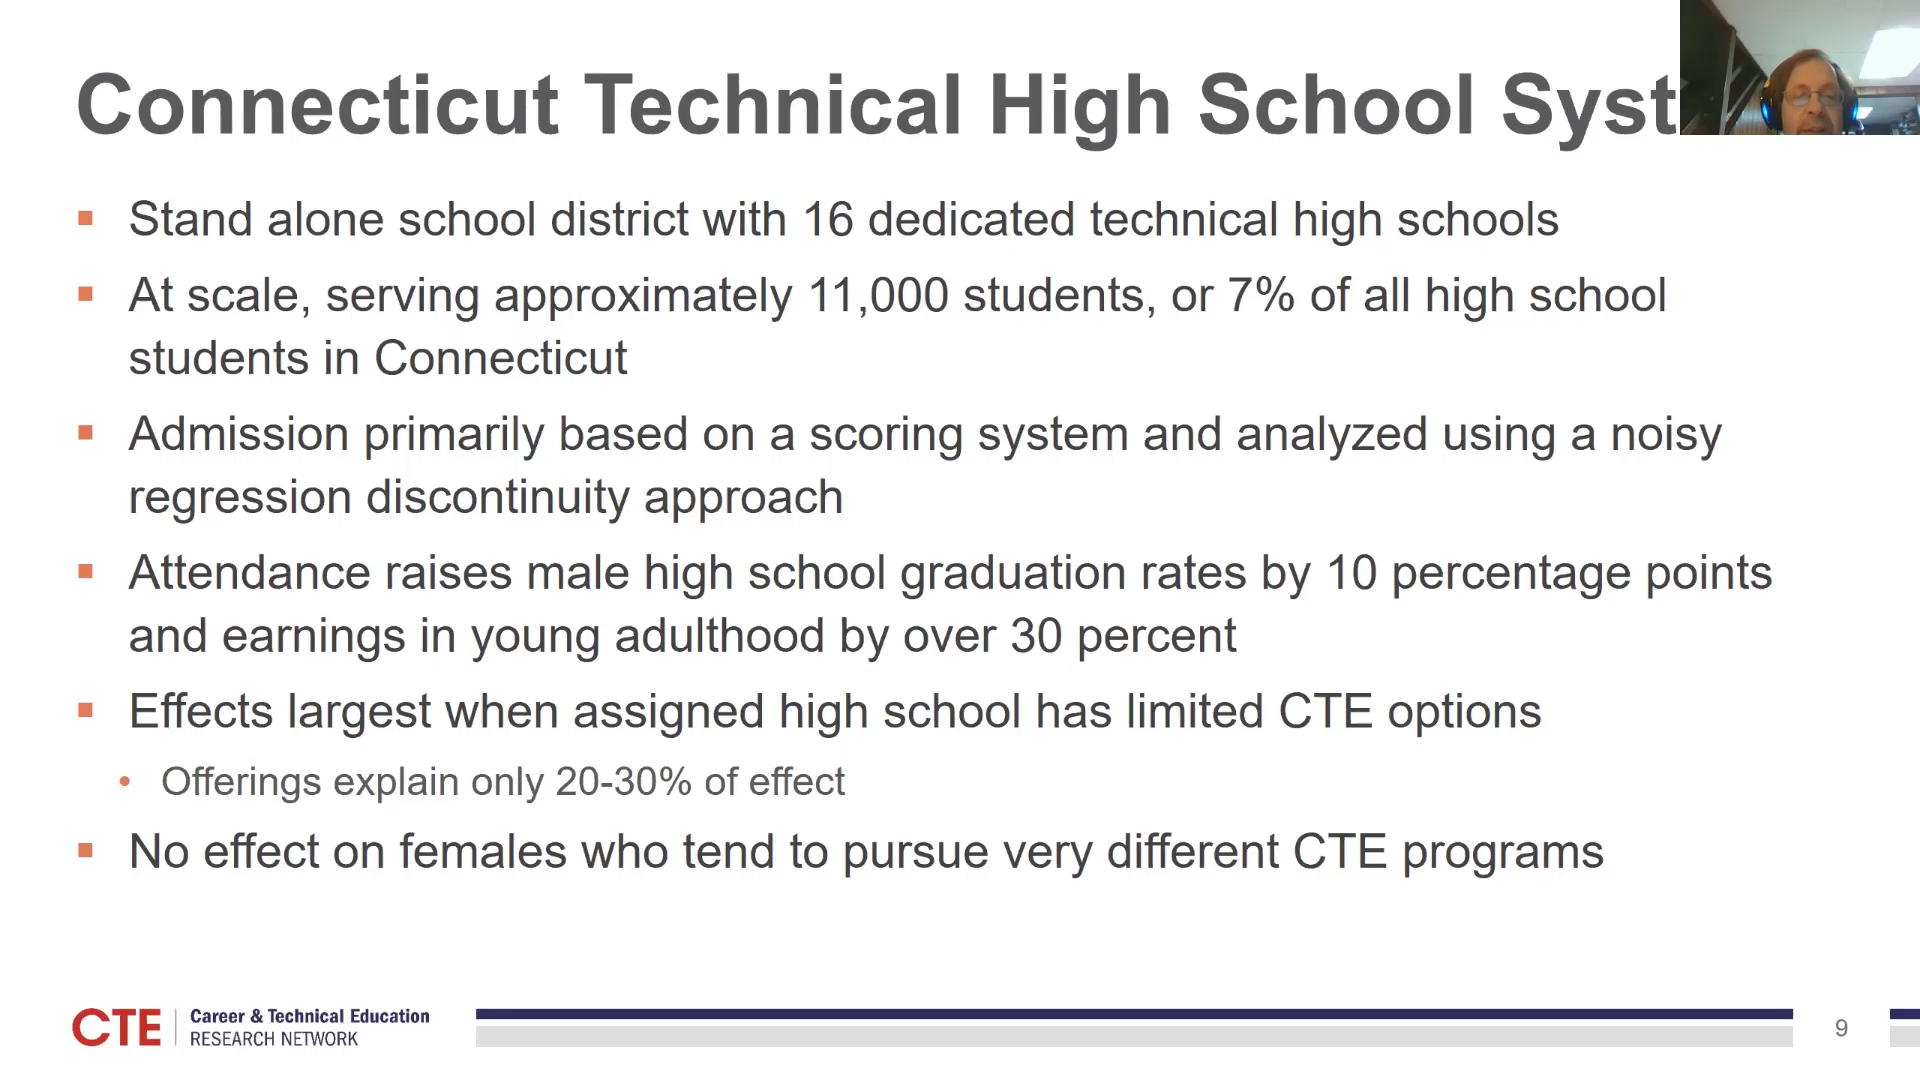 Connecticut Technical High School Syst
▪ Stand alone school district with 16 dedicated technical high schools
▪ At scale, serving approximately 11,000 students, or 7% of all high school
students in Connecticut
▪ Admission primarily based on a scoring system and analyzed using a noisy
regression discontinuity approach
▪ Attendance raises male high school graduation rates by 10 percentage points
and earnings in young adulthood by over 30 percent
▪ Effects largest when assigned high school has limited CTE options
• Offerings explain only 20-30% of effect
▪ No effect on females who tend to pursue very different CTE programs
CTE
Career & Technical Education
RESEARCH NETWORK
9